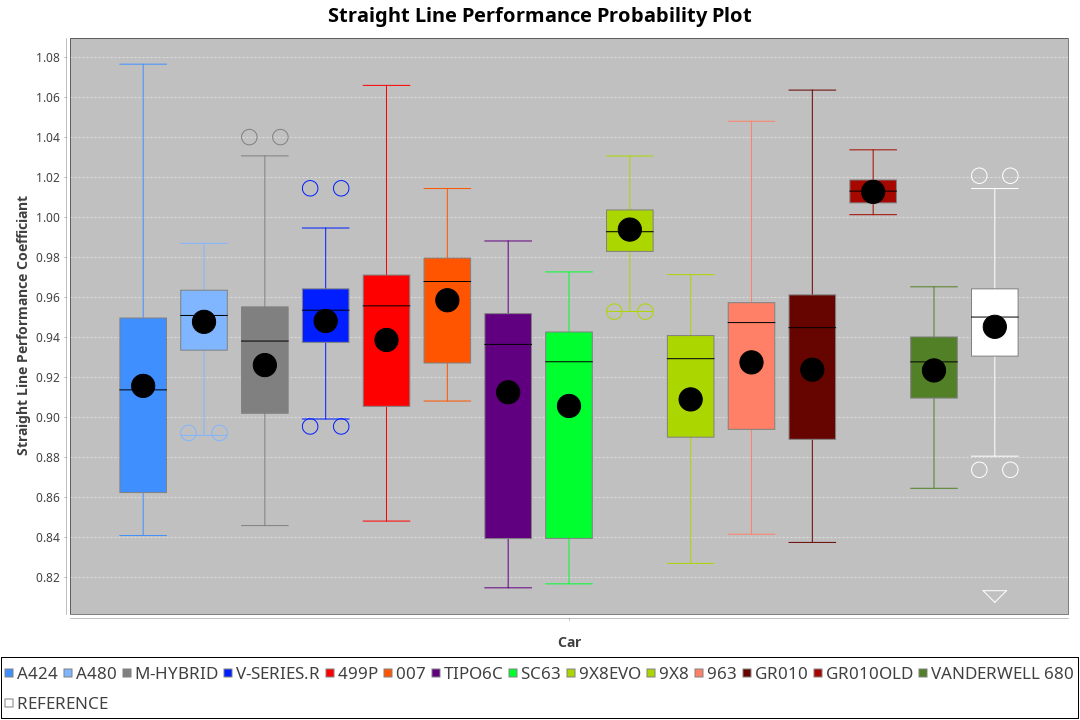 Straight Line Performance Probability Plot
Straight Line Performance Coefficiant
1.08
1.06
1.04
1.02
1.00
0.98
0.96
0.94
0.92
0.90
0.88
0.86
0.84
0.82
Car
A424 A480 M-HYBRID V-SERIES.R 499P 007 TIPO6C SC63 9X8EVO 9X8 963 GR010 GR010OLD VANDERWELL 680
REFERENCE